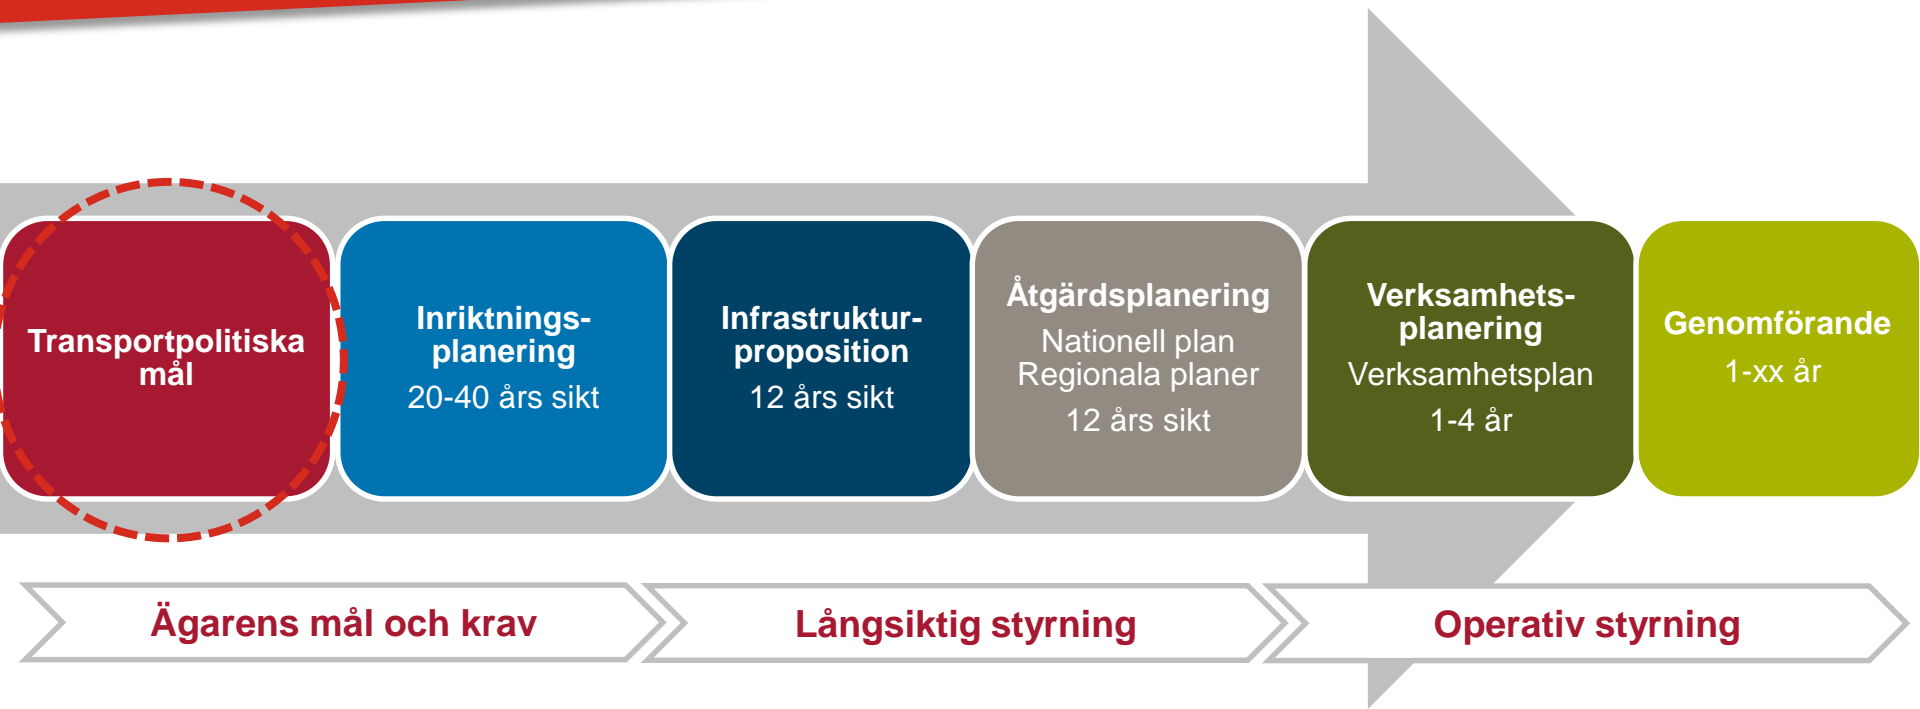 Transportpolitiska
mål
Inriktnings-
planering
20-40 års sikt
Infrastruktur-
proposition
12 års sikt
Åtgärdsplanering
Nationell plan
Regionala planer
12 års sikt
Verksamhets-
planering
Verksamhetsplan
1-4 år
Genomförande
1-xx år
Ägarens mål och krav
Långsiktig styrning
Operativ styrning